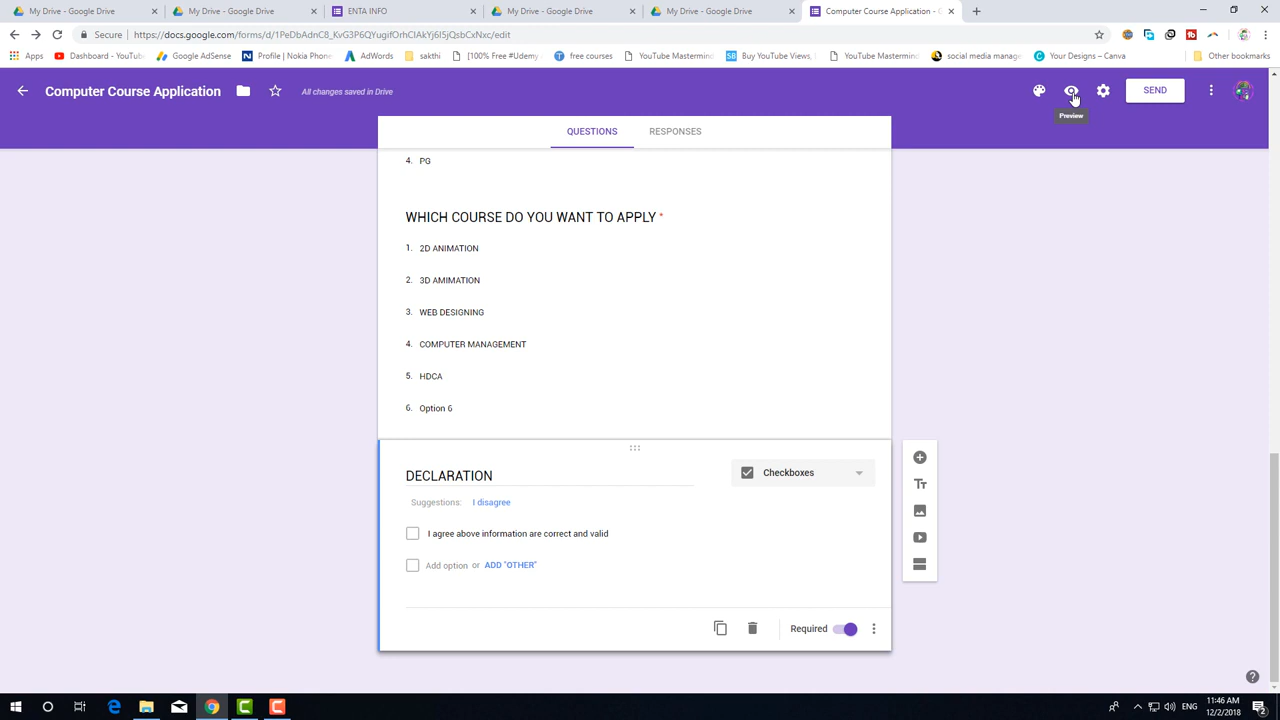 My Drive - Google Drive
My Drive - Google Drive
ENTA INFO
My Drive - Google Drive
My Drive - Google Drive
Computer Course Application - G
Secure
https://docs.google.com/forms/d/1PeDbAdnC8_KvG3P6QYugifOrhCIAkYj6I5jQsbCxNxc/edit
Apps
Dashboard - YouTube
Google AdSense
Profile | Nokia Phone
AdWords
sakthi
[100% Free #Udemy
free courses
YouTube Mastermind
Buy YouTube Views,
YouTube Mastermind
social media manage
Your Designs – Canva
Other bookmarks
Computer Course Application
All changes saved in Drive
SEND
Preview
QUESTIONS
RESPONSES
4. PG
WHICH COURSE DO YOU WANT TO APPLY *
1. 2D ANIMATION
2. 3D AMIMATION
3. WEB DESIGNING
4. COMPUTER MANAGEMENT
5. HDCA
6. Option 6
DECLARATION
Checkboxes
Suggestions: I disagree
I agree above information are correct and valid
Add option or ADD "OTHER"
Required
11:46 AM
ENG
12/2/2018
2